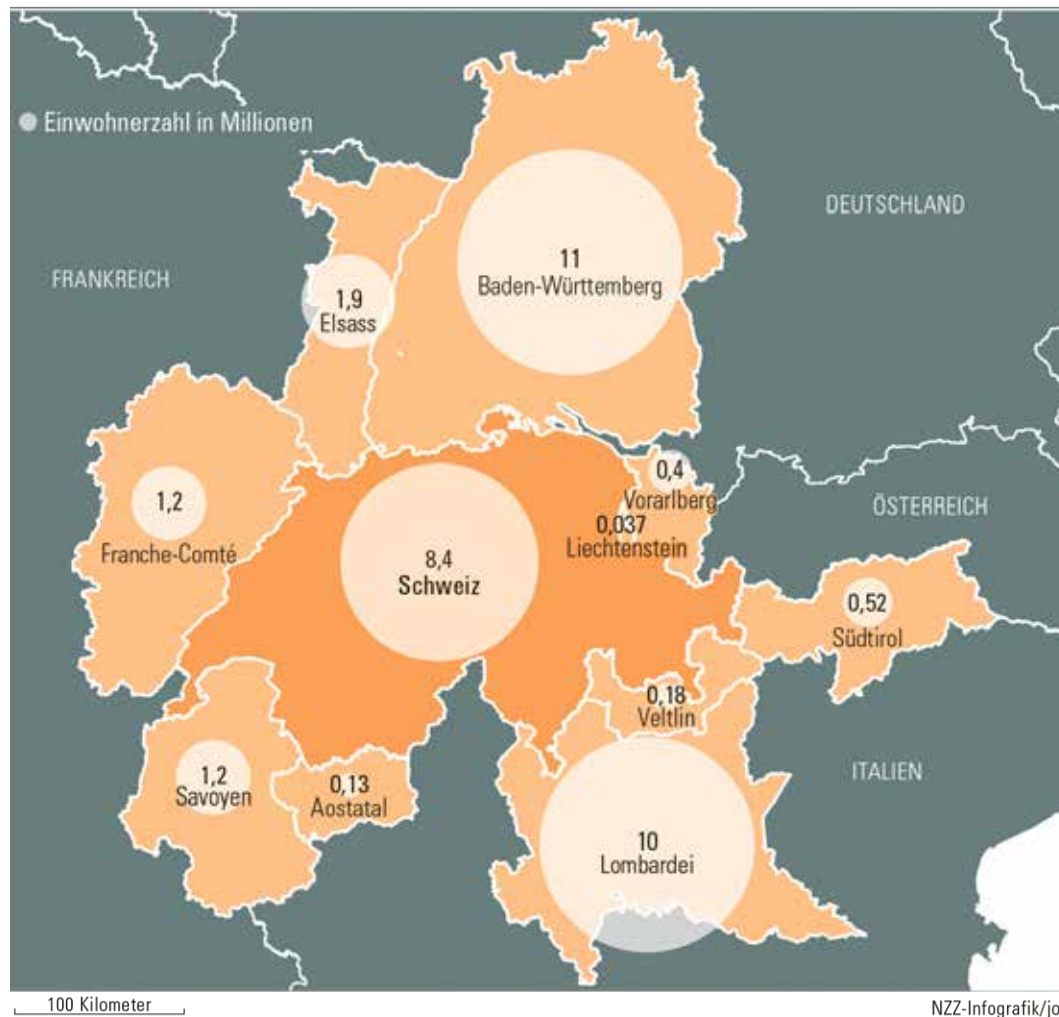 Einwohnerzahl in Millionen
DEUTSCHLAND
FRANKREICH
11
Baden-Württemberg
1,9
Elsass
1,2
Franche-Comté
0,4
Vorarlberg
0,037
Liechtenstein
ÖSTERREICH
8,4
Schweiz
0,52
Südtirol
0,18
Veltlin
1,2
Savoyen
0,13
Aostatal
ITALIEN
10
Lombardei
100 Kilometer
NZZ-Infografik/jo